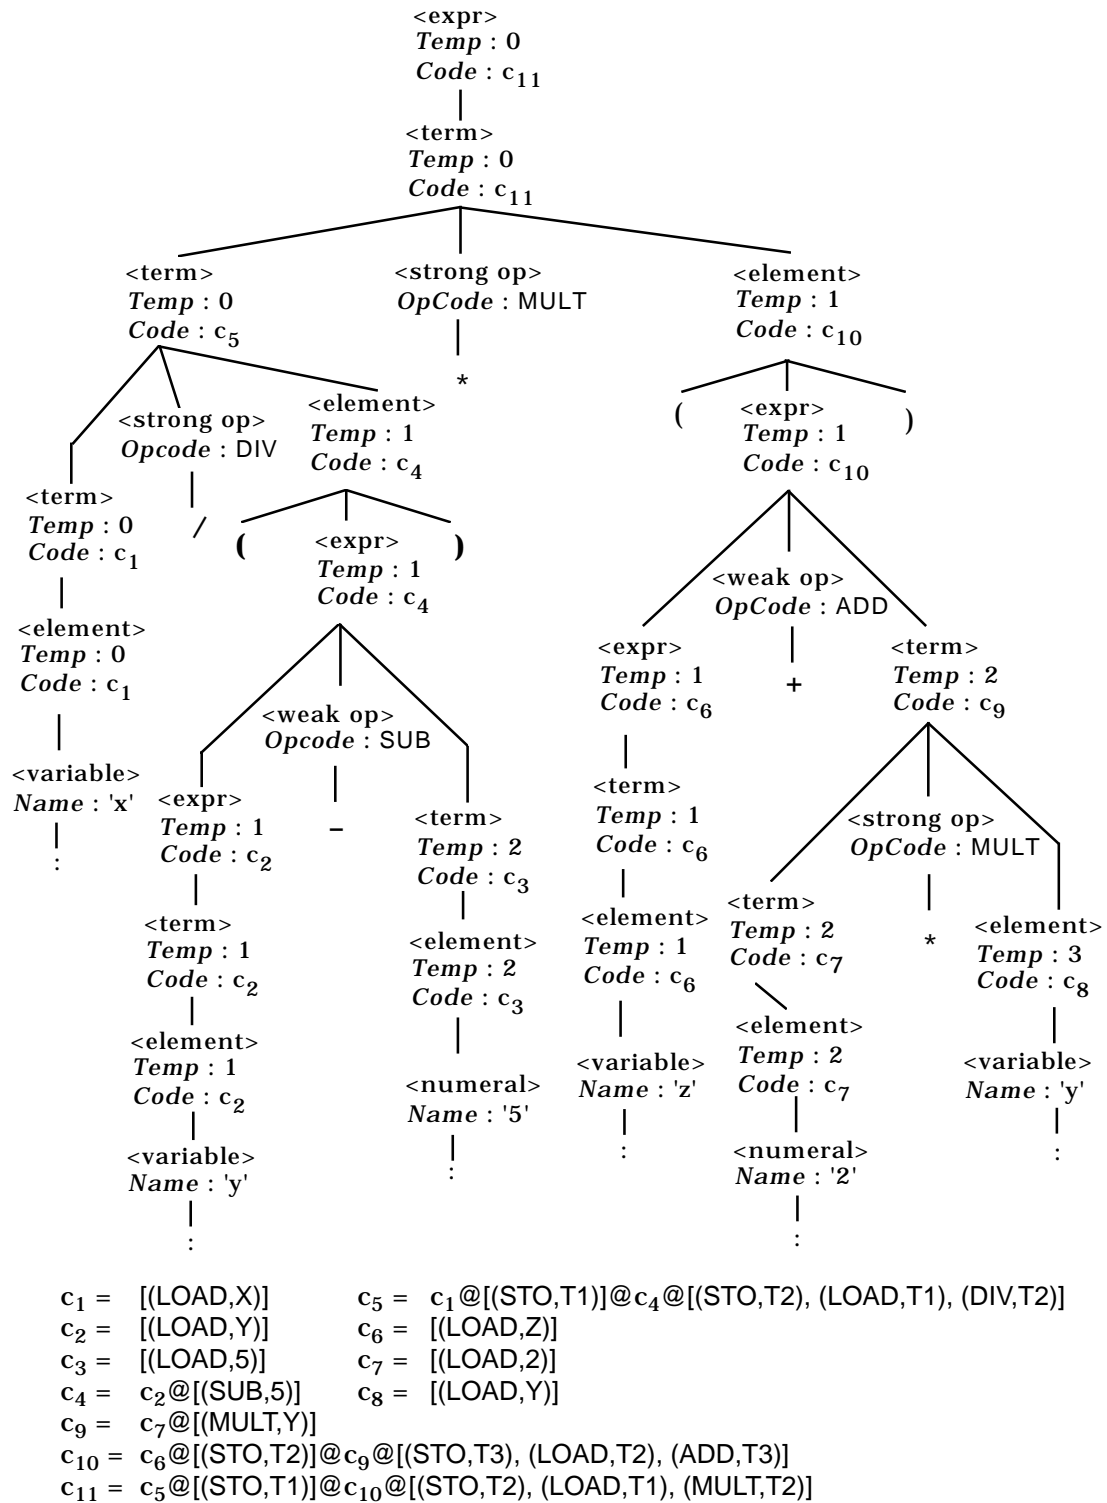 <expr>
Temp : 0
Code : c11
<term>
Temp : 0
Code : c11
<term>
Temp : 0
Code : c5
<strong op>
OpCode : MULT
*
<element>
Temp : 1
Code : c10
<term>
Temp : 0
Code : c1
<strong op>
Opcode : DIV
/
<element>
Temp : 1
Code : c4
(
<expr>
Temp : 1
Code : c10
)
<element>
Temp : 0
Code : c1
(
<expr>
Temp : 1
Code : c4
)
<expr>
Temp : 1
Code : c6
<weak op>
OpCode : ADD
+
<term>
Temp : 2
Code : c9
<variable>
Name : 'x'
:
<expr>
Temp : 1
Code : c2
<weak op>
Opcode : SUB
–
<term>
Temp : 2
Code : c3
<term>
Temp : 1
Code : c6
<term>
Temp : 2
Code : c7
<strong op>
OpCode : MULT
*
<element>
Temp : 3
Code : c8
<term>
Temp : 1
Code : c2
<element>
Temp : 2
Code : c3
<element>
Temp : 1
Code : c6
<element>
Temp : 2
Code : c7
<variable>
Name : 'y'
:
<element>
Temp : 1
Code : c2
<numeral>
Name : '5'
:
<variable>
Name : 'z'
:
<numeral>
Name : '2'
:
<variable>
Name : 'y'
:
c1 = [(LOAD,X)] c5 = c1@[(STO,T1)]@c4@[(STO,T2), (LOAD,T1), (DIV,T2)]
c2 = [(LOAD,Y)] c6 = [(LOAD,Z)]
c3 = [(LOAD,5)] c7 = [(LOAD,2)]
c4 = c2@[(SUB,5)] c8 = [(LOAD,Y)]
c9 = c7@[(MULT,Y)]
c10 = c6@[(STO,T2)]@c9@[(STO,T3), (LOAD,T2), (ADD,T3)]
c11 = c5@[(STO,T1)]@c10@[(STO,T2), (LOAD,T1), (MULT,T2)]